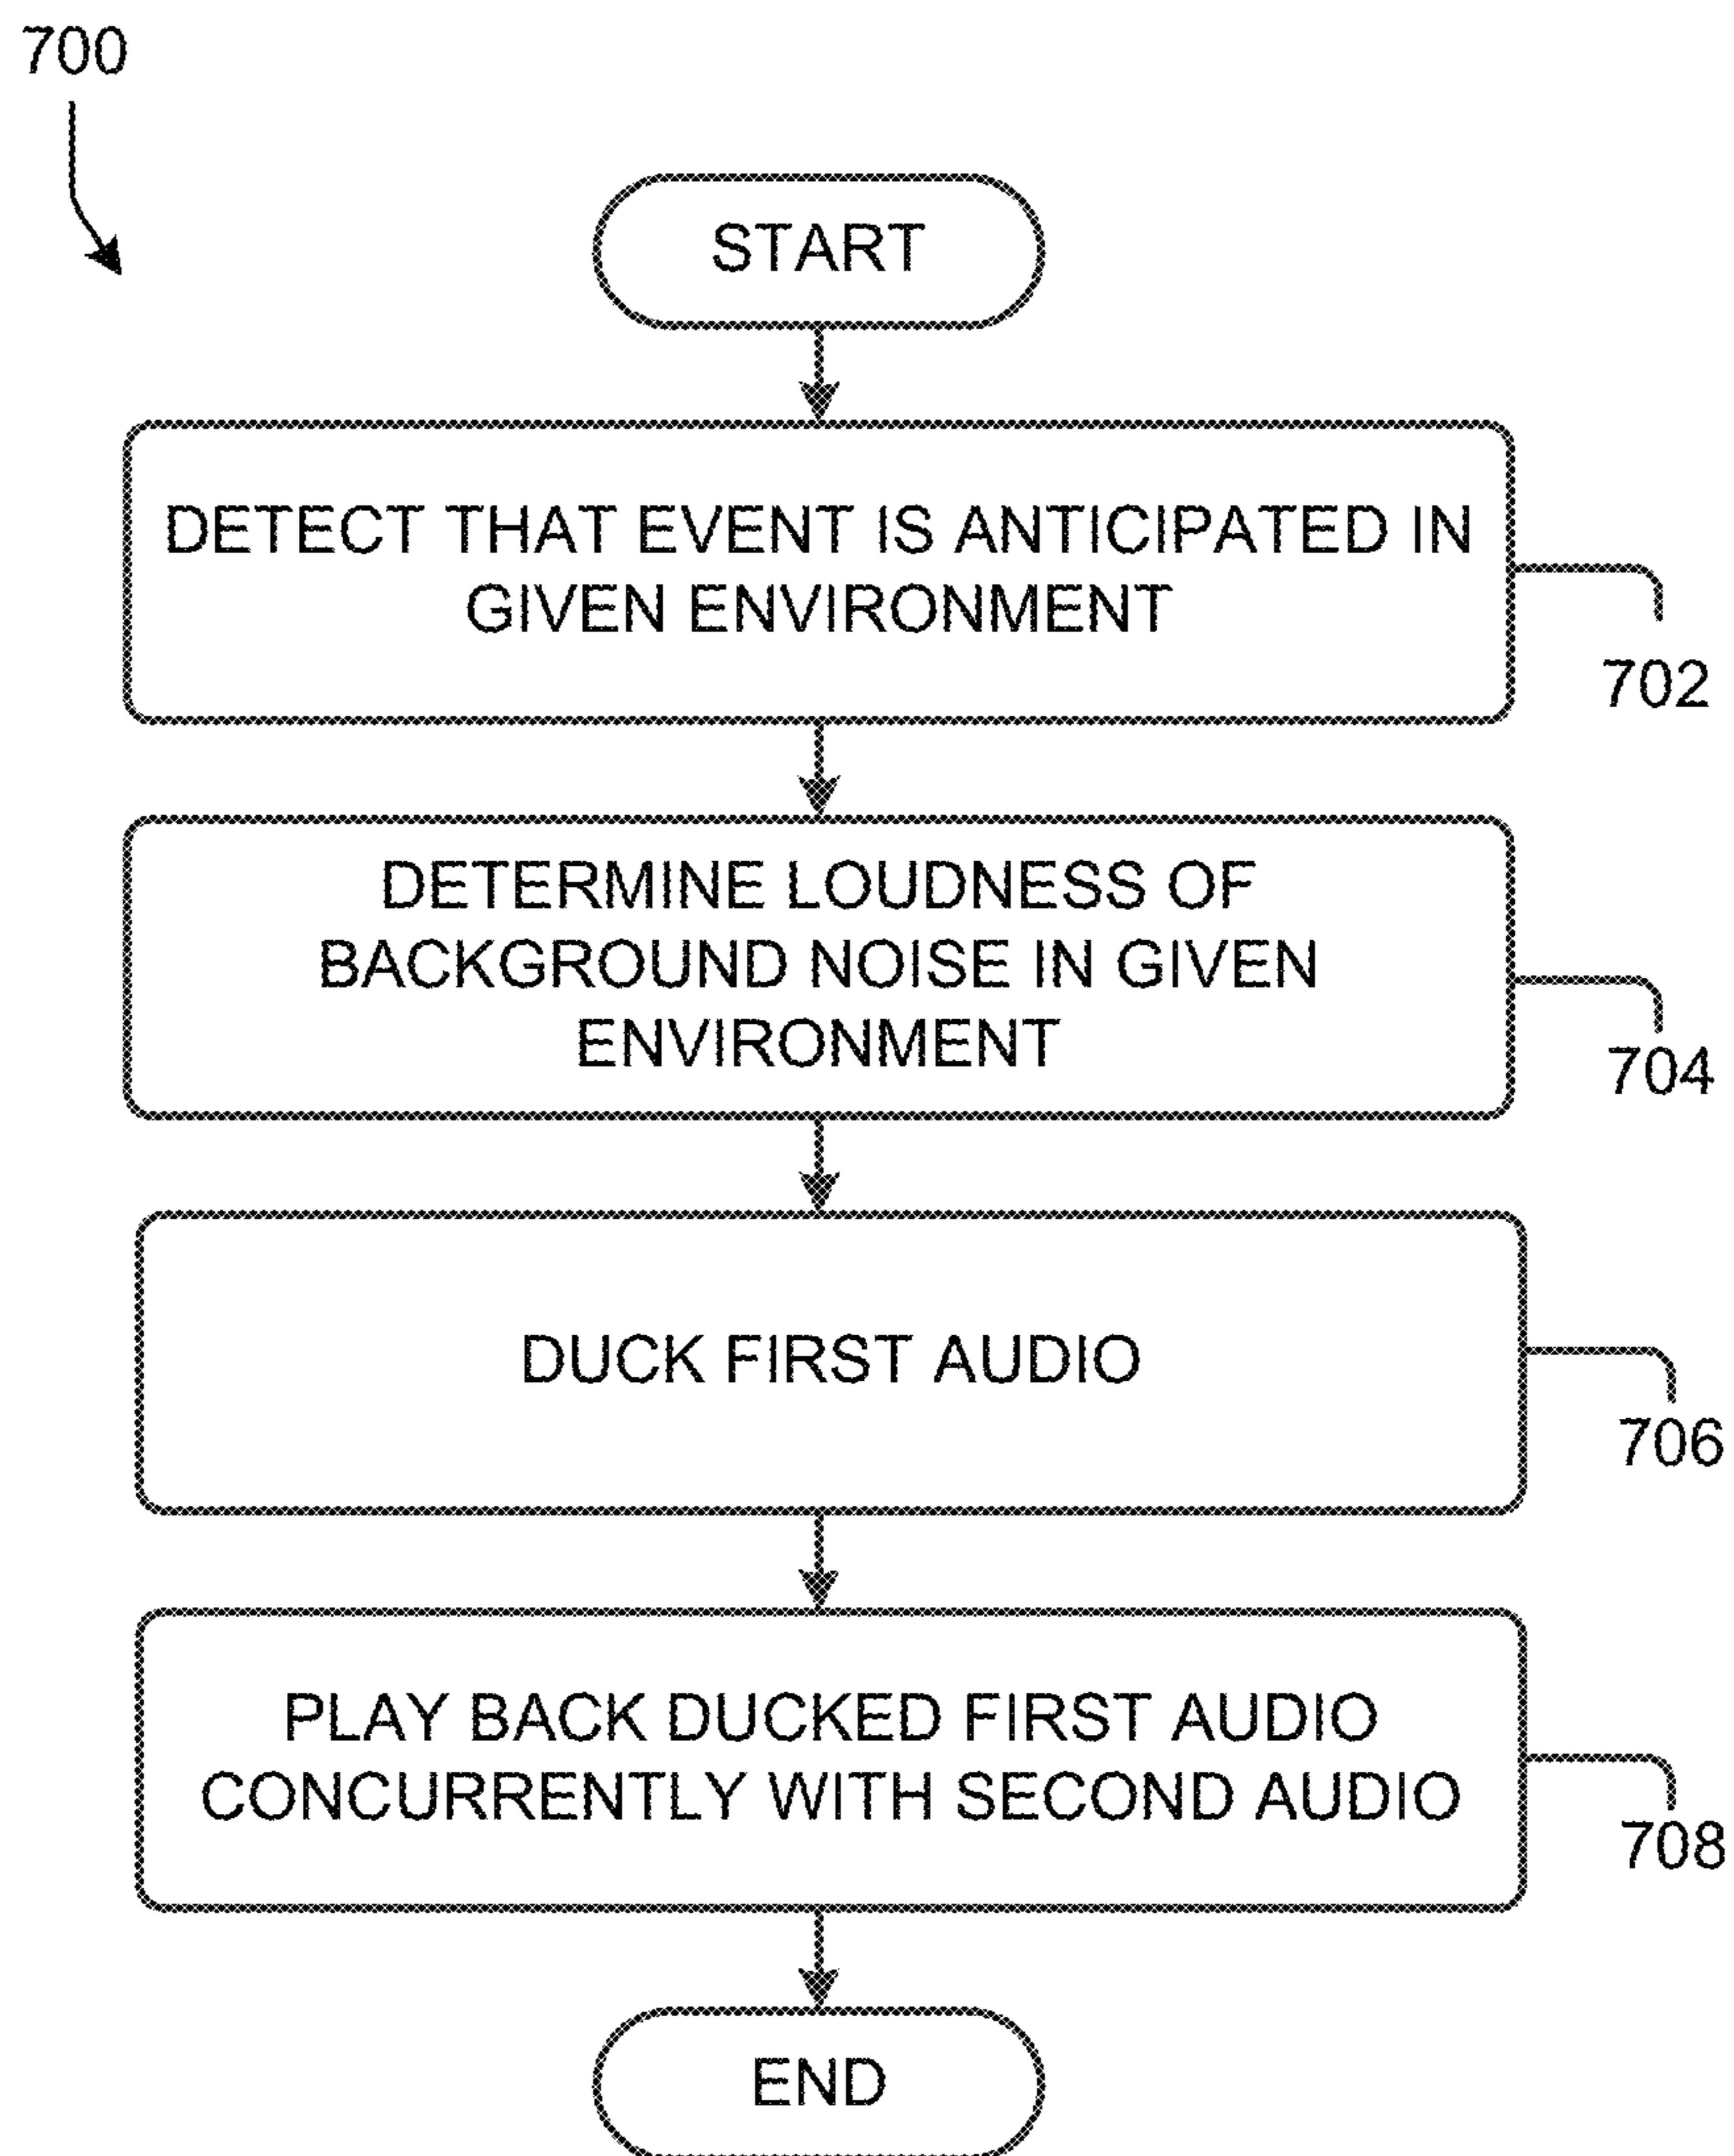 700
START
DETECT THAT EVENT IS ANTICIPATED IN
GIVEN ENVIRONMENT
702
DETERMINE LOUDNESS OF
BACKGROUND NOISE IN GIVEN
ENVIRONMENT
704
DUCK FIRST AUDIO
706
PLAY BACK DUCKED FIRST AUDIO
CONCURRENTLY WITH SECOND AUDIO
708
END